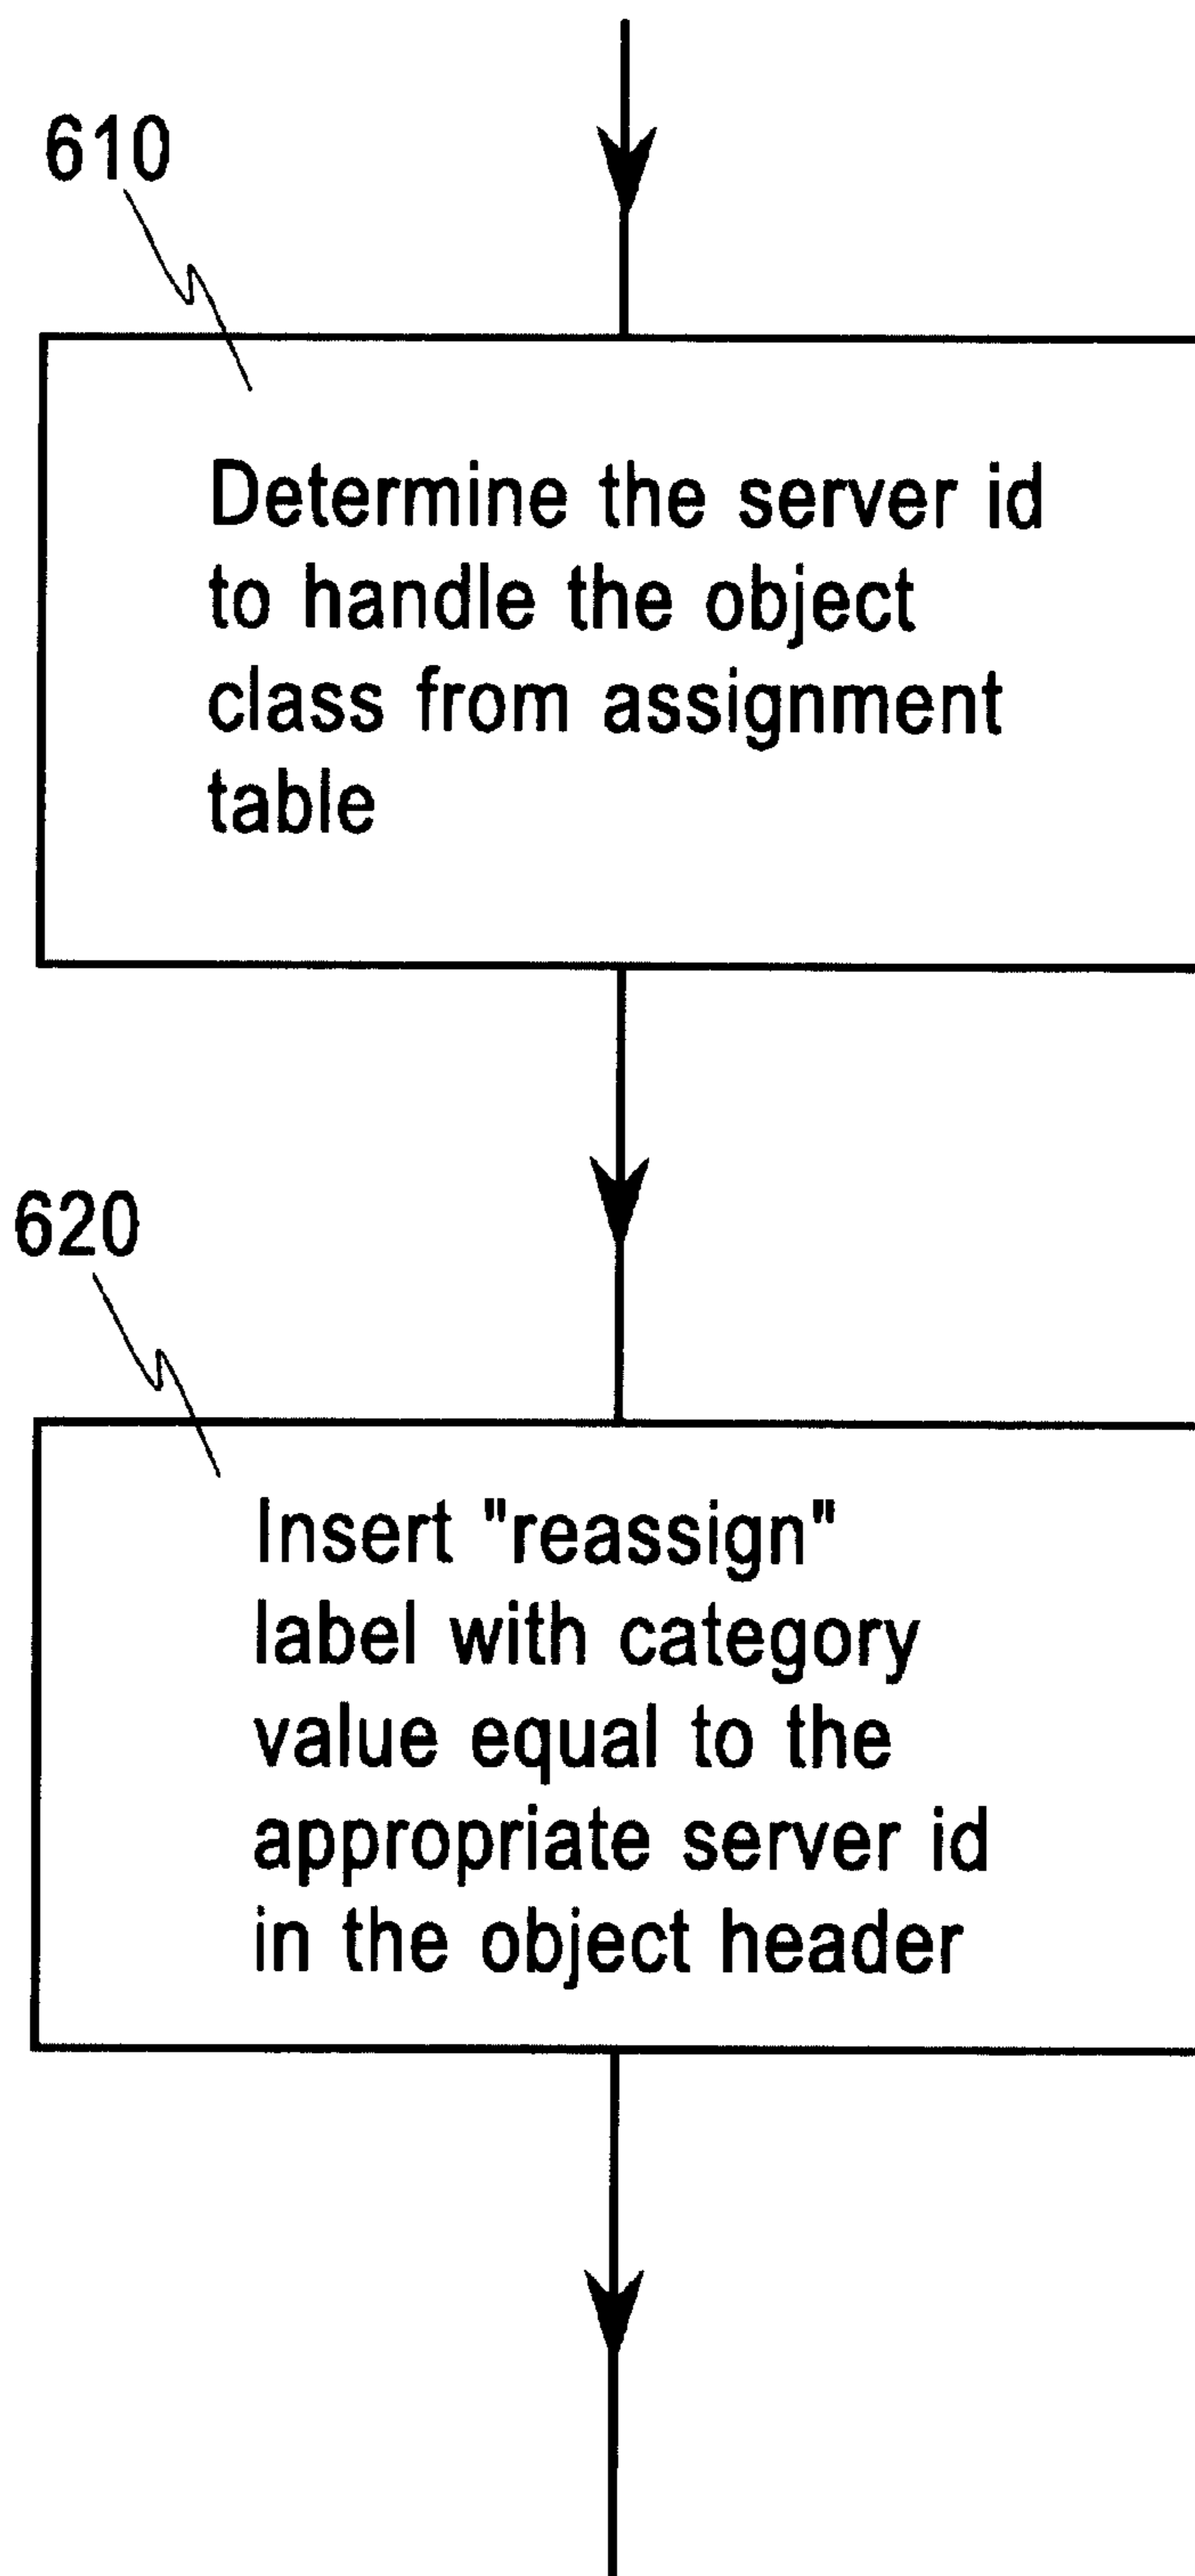 610
Determine the server id
to handle the object
class from assignment
table
620
Insert "reassign"
label with category
value equal to the
appropriate server id
in the object header